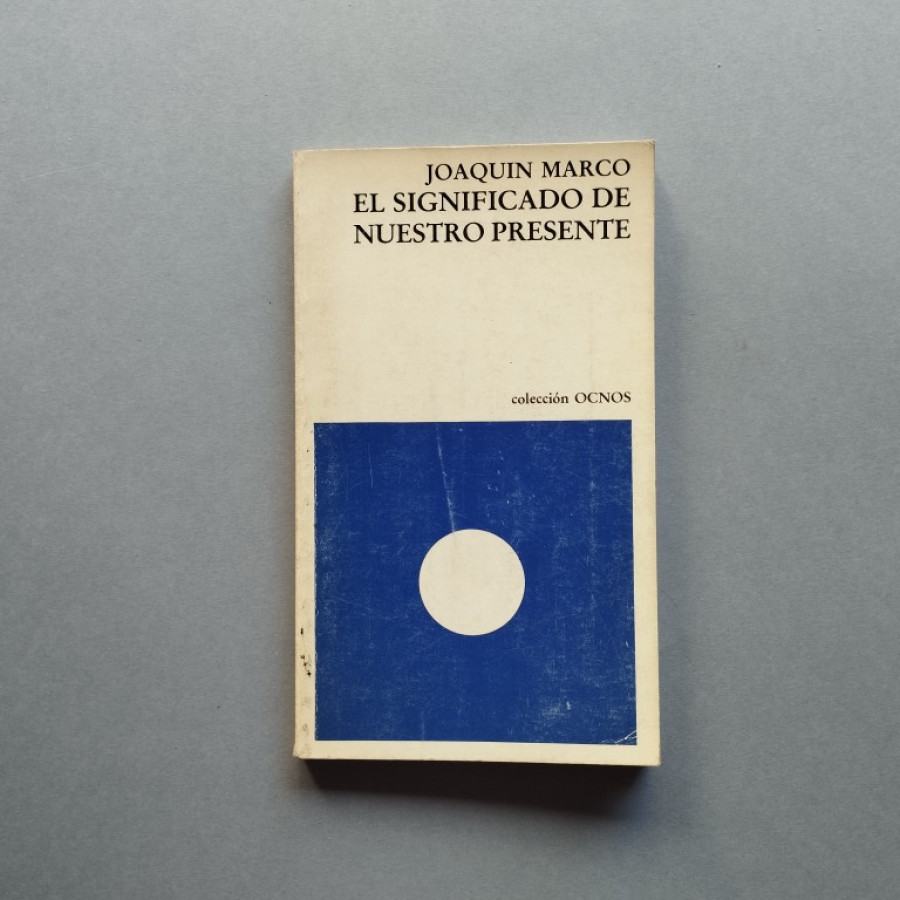 JOAQUIN MARCO
EL SIGNIFICADO DE
NUESTRO PRESENTE
colección OCNOS